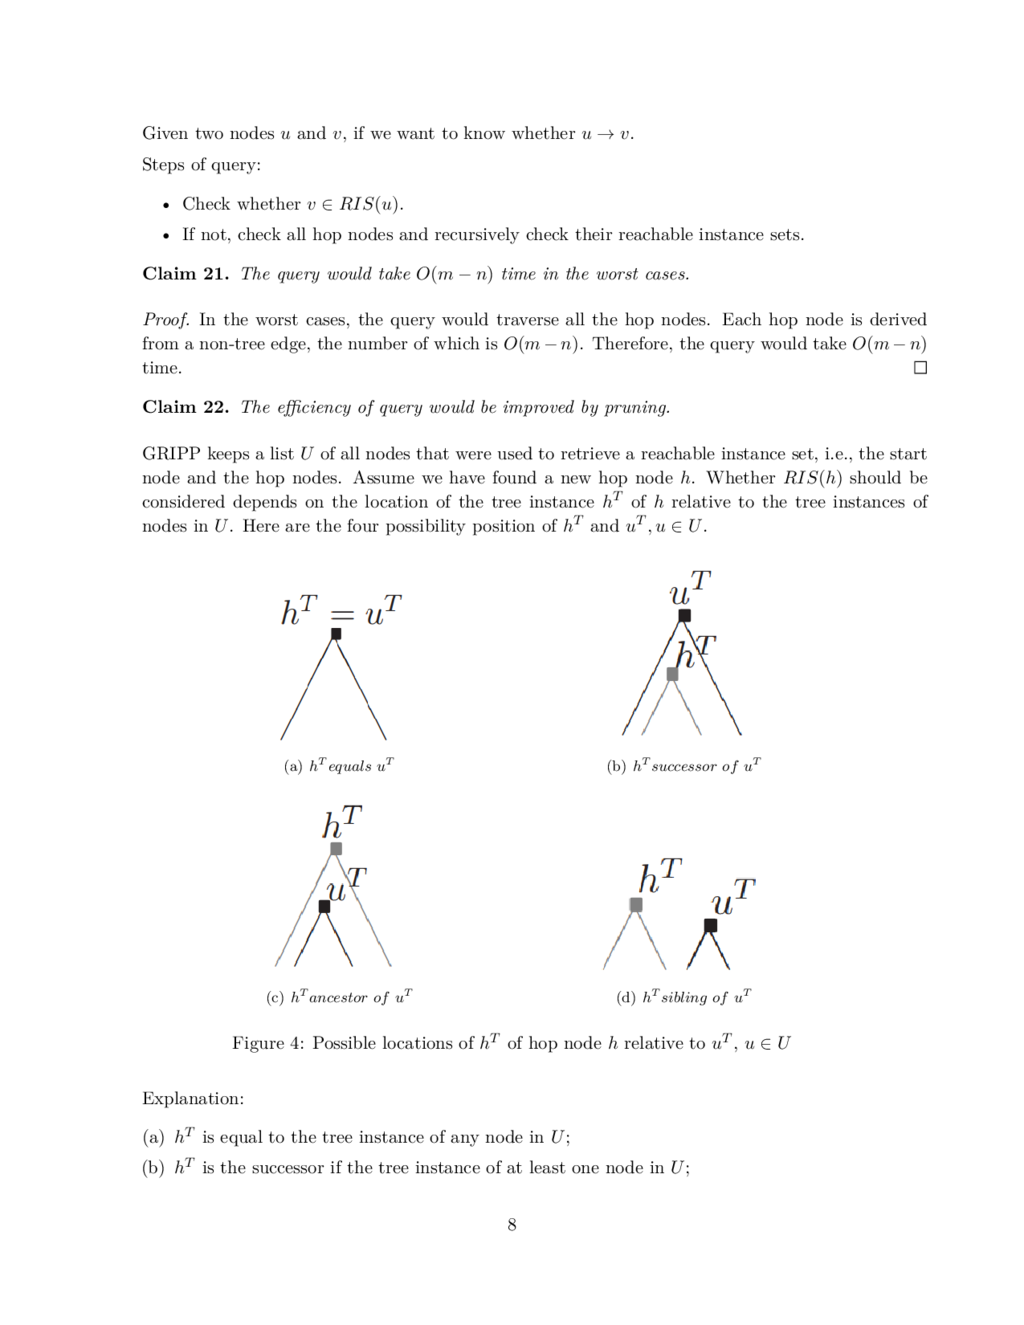 Given two nodes u and v, if we want to know whether u → v.
Steps of query:
• Check whether v ∈ RIS(u).
• If not, check all hop nodes and recursively check their reachable instance sets.
Claim 21. The query would take O(m − n) time in the worst cases.
Proof. In the worst cases, the query would traverse all the hop nodes. Each hop node is derived
from a non-tree edge, the number of which is O(m − n). Therefore, the query would take O(m − n)
time. □
Claim 22. The efficiency of query would be improved by pruning.
GRIPP keeps a list U of all nodes that were used to retrieve a reachable instance set, i.e., the start
node and the hop nodes. Assume we have found a new hop node h. Whether RIS(h) should be
considered depends on the location of the tree instance h^T of h relative to the tree instances of
nodes in U. Here are the four possibility position of h^T and u^T, u ∈ U.
h^T = u^T
u^T
h^T
(a) h^T equals u^T
(b) h^T successor of u^T
h^T
u^T
h^T
u^T
(c) h^T ancestor of u^T
(d) h^T sibling of u^T
Figure 4: Possible locations of h^T of hop node h relative to u^T, u ∈ U
Explanation:
(a) h^T is equal to the tree instance of any node in U;
(b) h^T is the successor if the tree instance of at least one node in U;
8